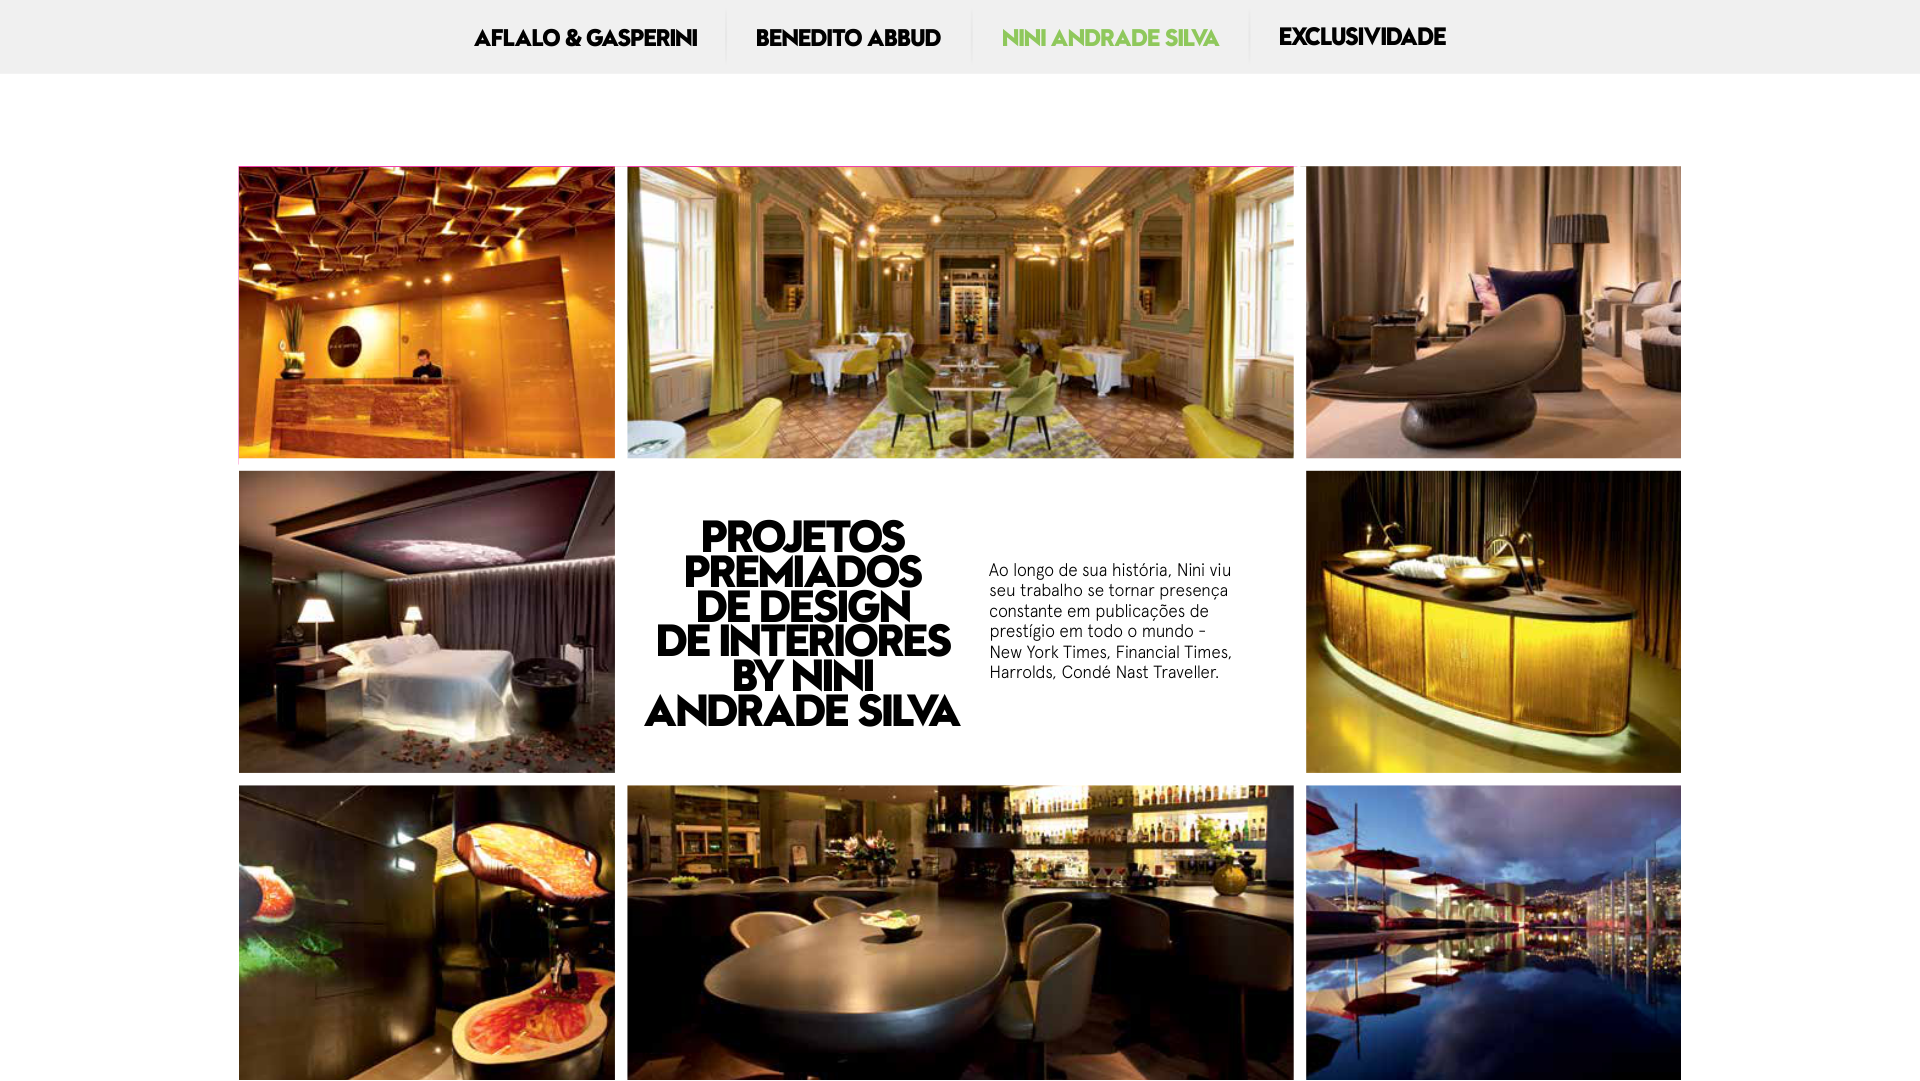 AFLALO & GASPERINI
BENEDITO ABBUD
NINI ANDRADE SILVA
EXCLUSIVIDADE
PROJETOS
PREMIADOS
DE DESIGN
DE INTERIORES
BY NINI
ANDRADE SILVA
Ao longo de sua história, Nini viu
seu trabalho se tornar presença
constante em publicações de
prestígio em todo o mundo -
New York Times, Financial Times,
Harrolds, Condé Nast Traveller.